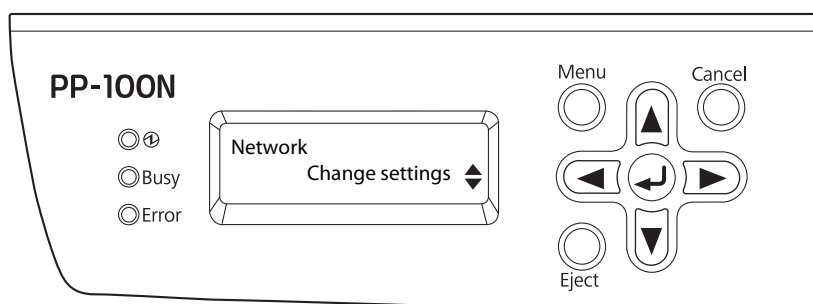 PP-100N
Busy
Error
Network
Change settings
Menu
Cancel
Eject